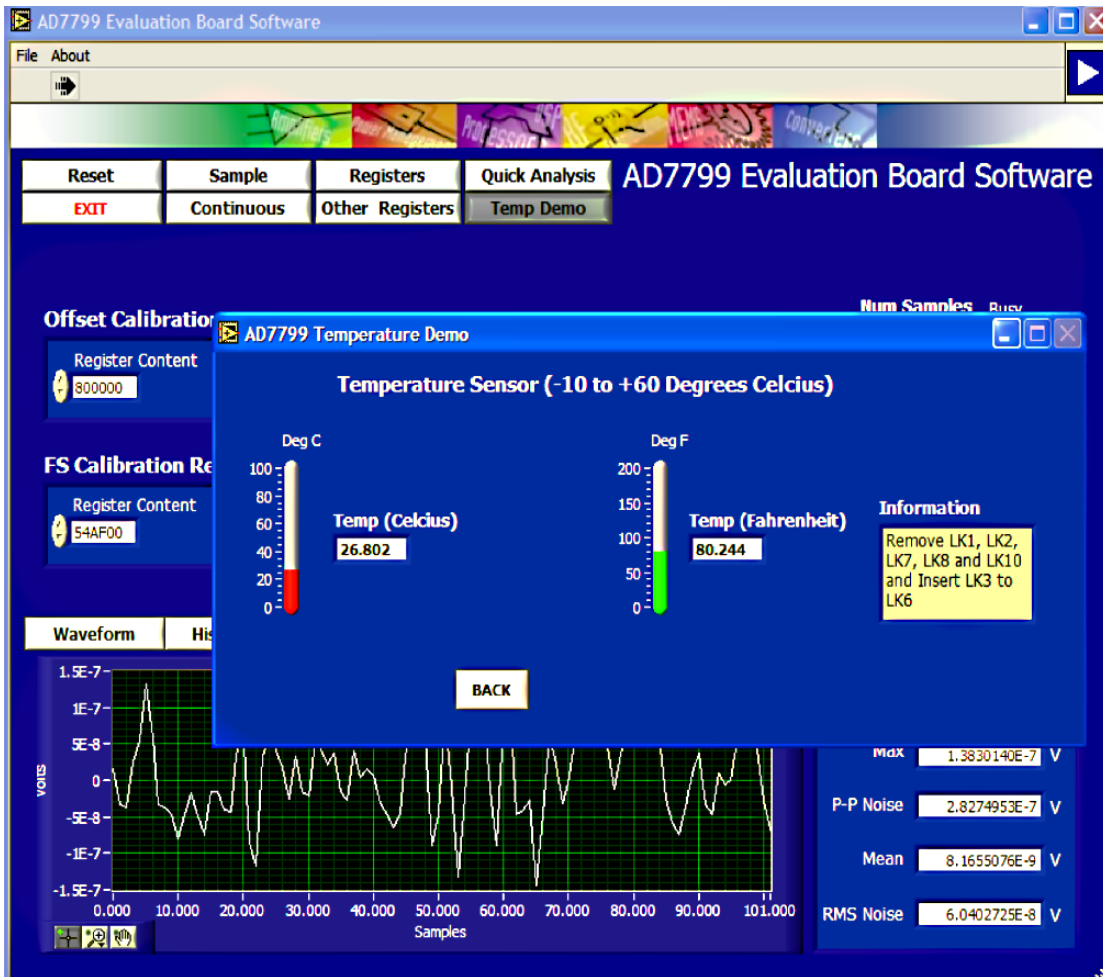 AD7799 Evaluation Board Software
File About
Reset Sample Registers Quick Analysis
AD7799 Evaluation Board Software
EXIT Continuous Other Registers Temp Demo
Num Samples Busy
Offset Calibration
AD7799 Temperature Demo
Register Content
800000
Temperature Sensor (-10 to +60 Degrees Celcius)
Deg C
Deg F
FS Calibration Re
Register Content
54AF00
100
80
60
40
20
0
Temp (Celcius)
26.802
200
150
100
50
0
Temp (Fahrenheit)
80.244
Information
Remove LK1, LK2,
LK7, LK8 and LK10
and Insert LK3 to
LK6
BACK
Waveform His
1.5E-7
1E-7
5E-8
0
-5E-8
-1E-7
-1.5E-7
Volts
0.000 10.000 20.000 30.000 40.000 50.000 60.000 70.000 80.000 90.000 101.000
Samples
Max 1.3830140E-7 V
P-P Noise 2.8274953E-7 V
Mean 8.1655076E-9 V
RMS Noise 6.0402725E-8 V